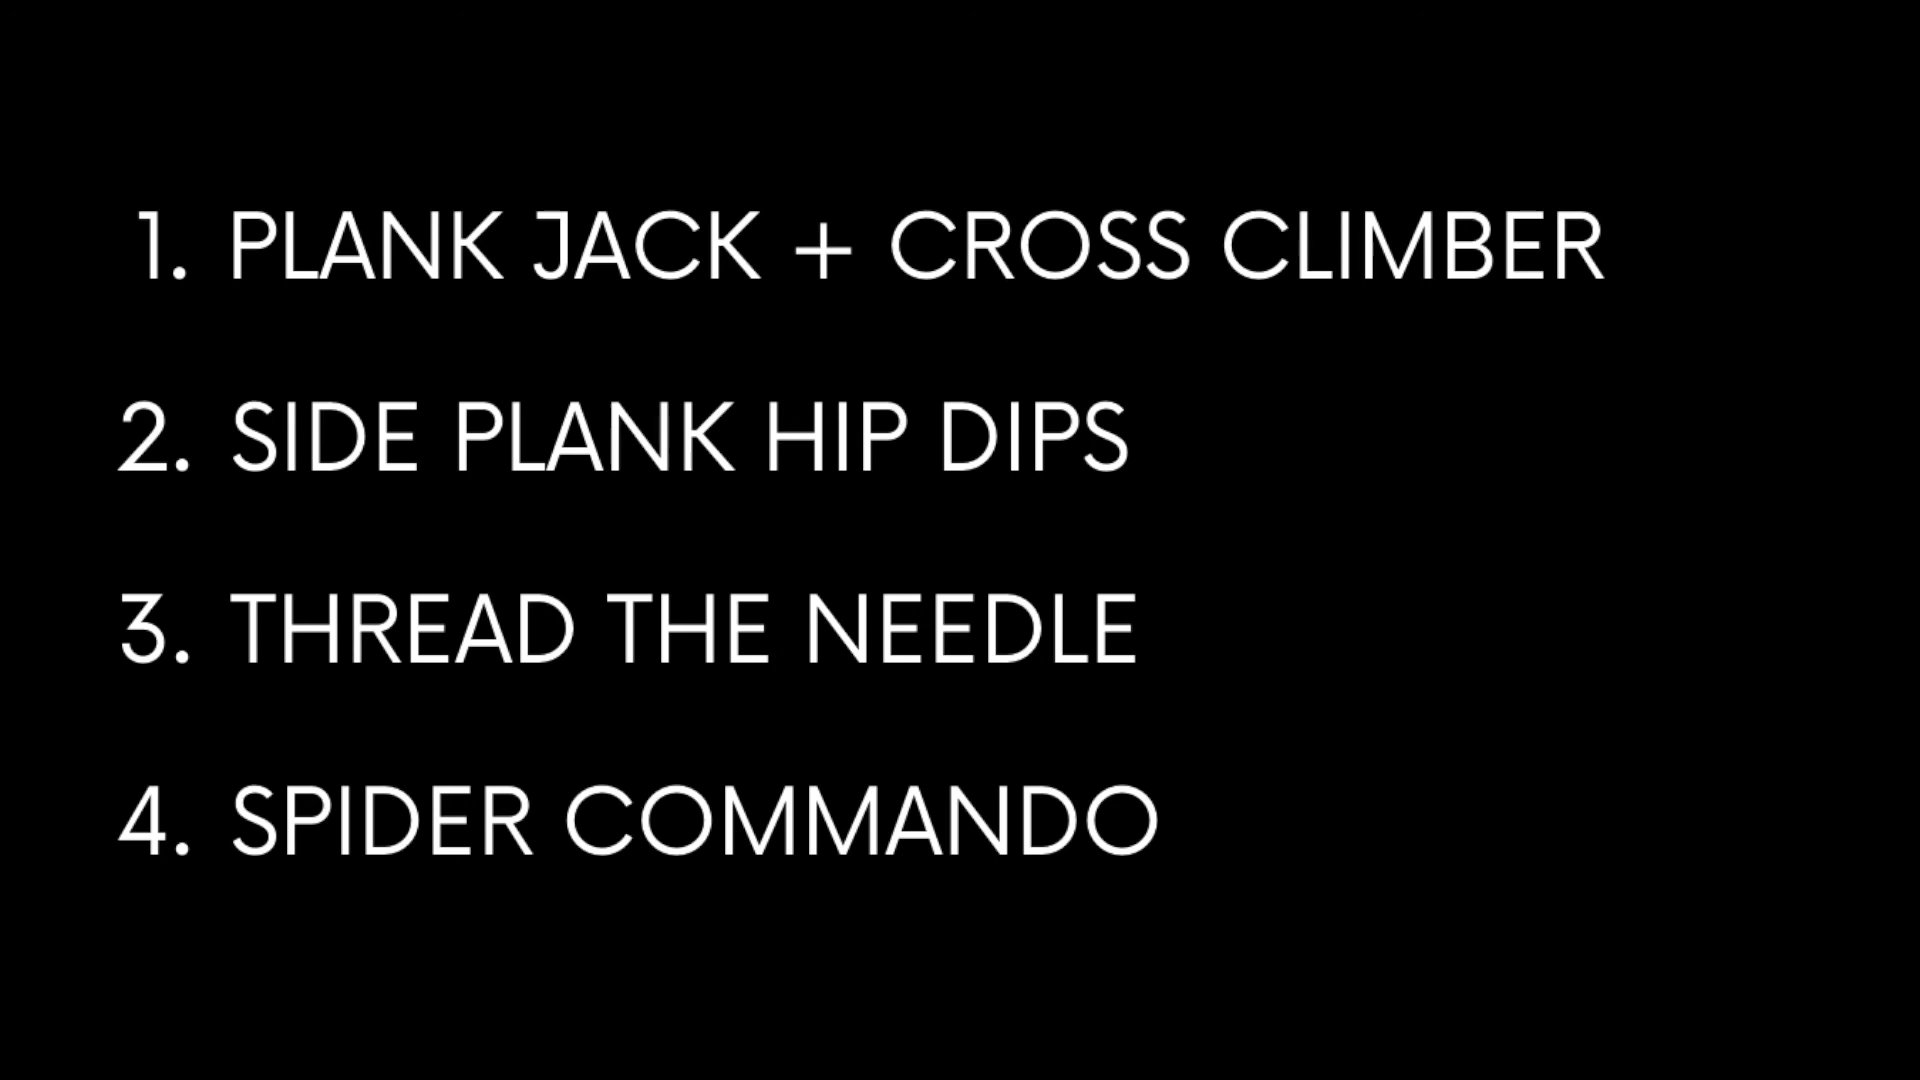 1. PLANK JACK + CROSS CLIMBER
2. SIDE PLANK HIP DIPS
3. THREAD THE NEEDLE
4. SPIDER COMMANDO